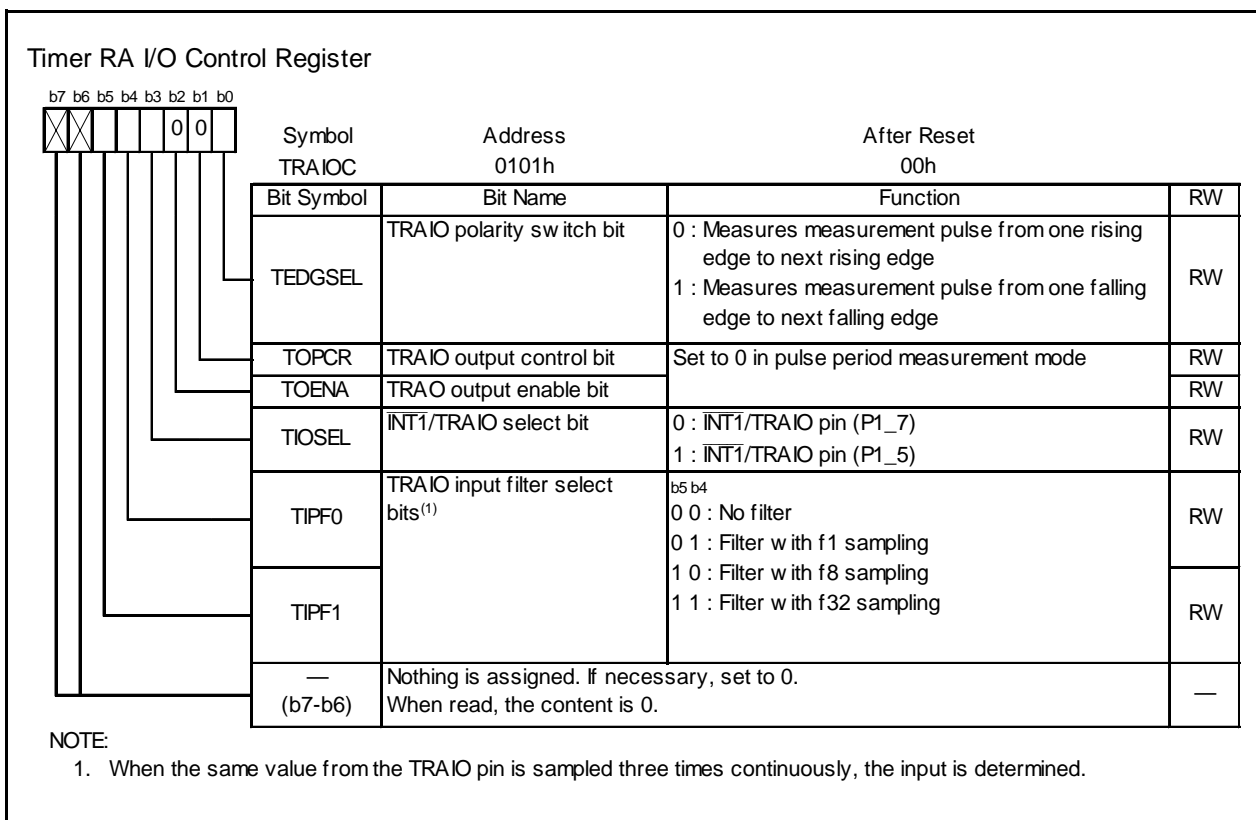 Timer RA I/O Control Register
b7 b6 b5 b4 b3 b2 b1 b0
0 0
Symbol Address After Reset
TRAIOC 0101h 00h
Bit Symbol Bit Name Function RW
TEDGSEL TRAIO polarity switch bit 0 : Measures measurement pulse from one rising
edge to next rising edge
1 : Measures measurement pulse from one falling
edge to next falling edge
RW
TOPCR TRAIO output control bit Set to 0 in pulse period measurement mode RW
TOENA TRAO output enable bit RW
TIOSEL INT1/TRAIO select bit 0 : INT1/TRAIO pin (P1_7)
1 : INT1/TRAIO pin (P1_5)
RW
TIPF0 TRAIO input filter select
bits(1)
b5 b4
0 0 : No filter
0 1 : Filter with f1 sampling
1 0 : Filter with f8 sampling
1 1 : Filter with f32 sampling
RW
TIPF1 RW
— (b7-b6) Nothing is assigned. If necessary, set to 0.
When read, the content is 0.
—
NOTE:
1. When the same value from the TRAIO pin is sampled three times continuously, the input is determined.